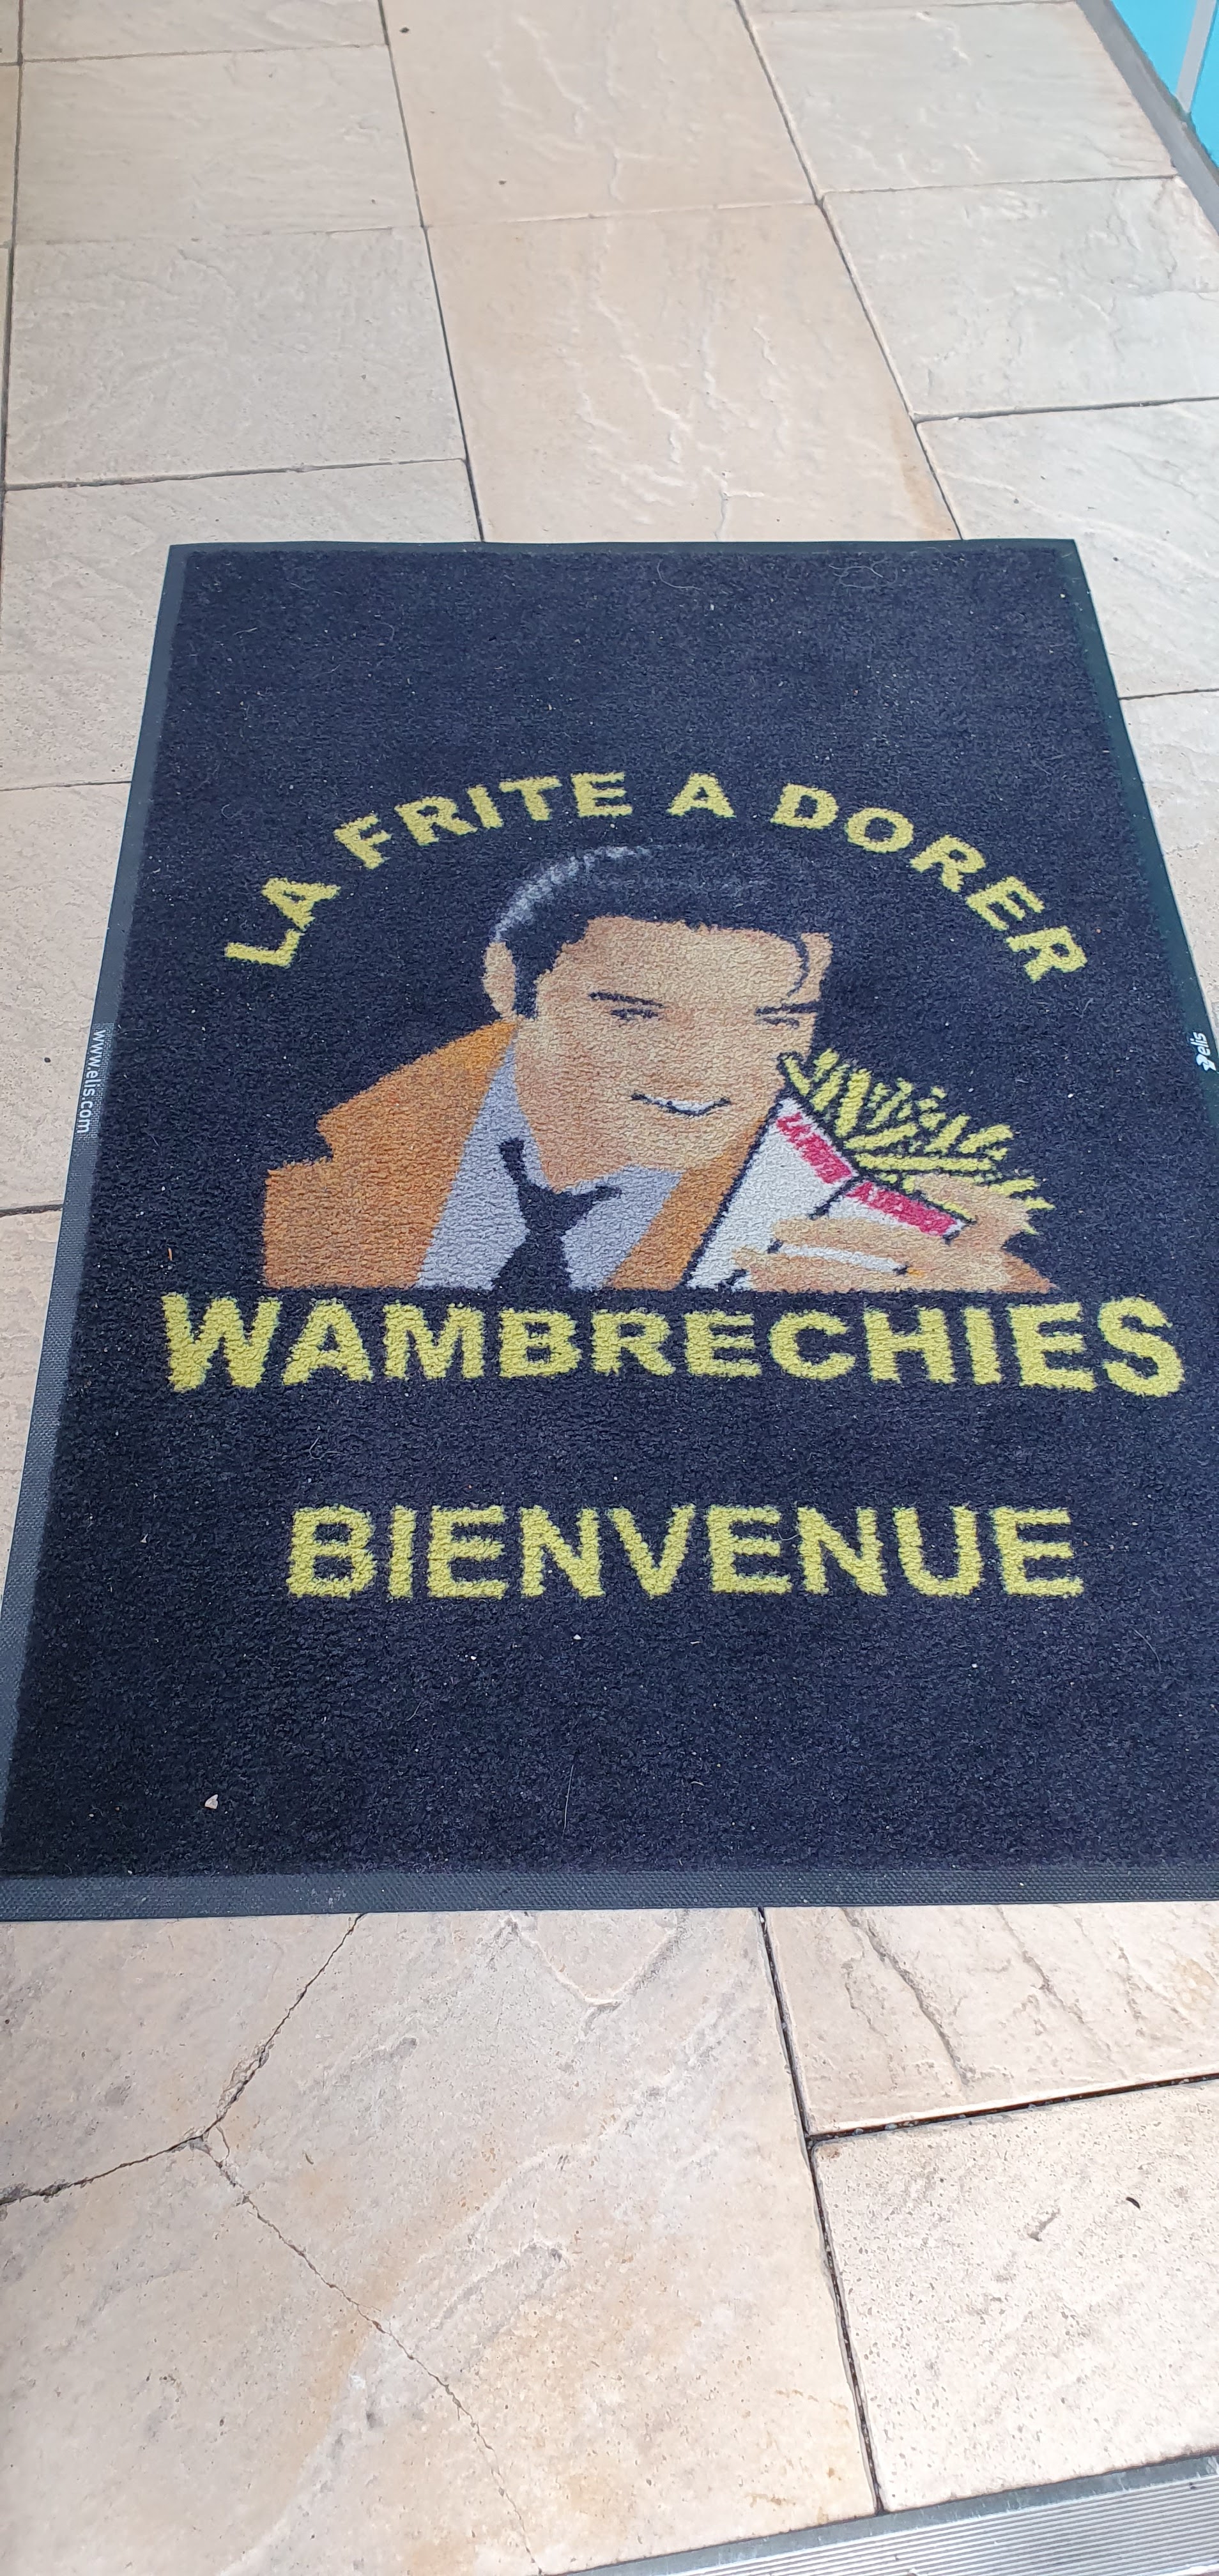 LA FRITE A DORER
WAMBRECHIES
BIENVENUE
www.elis.com
elis